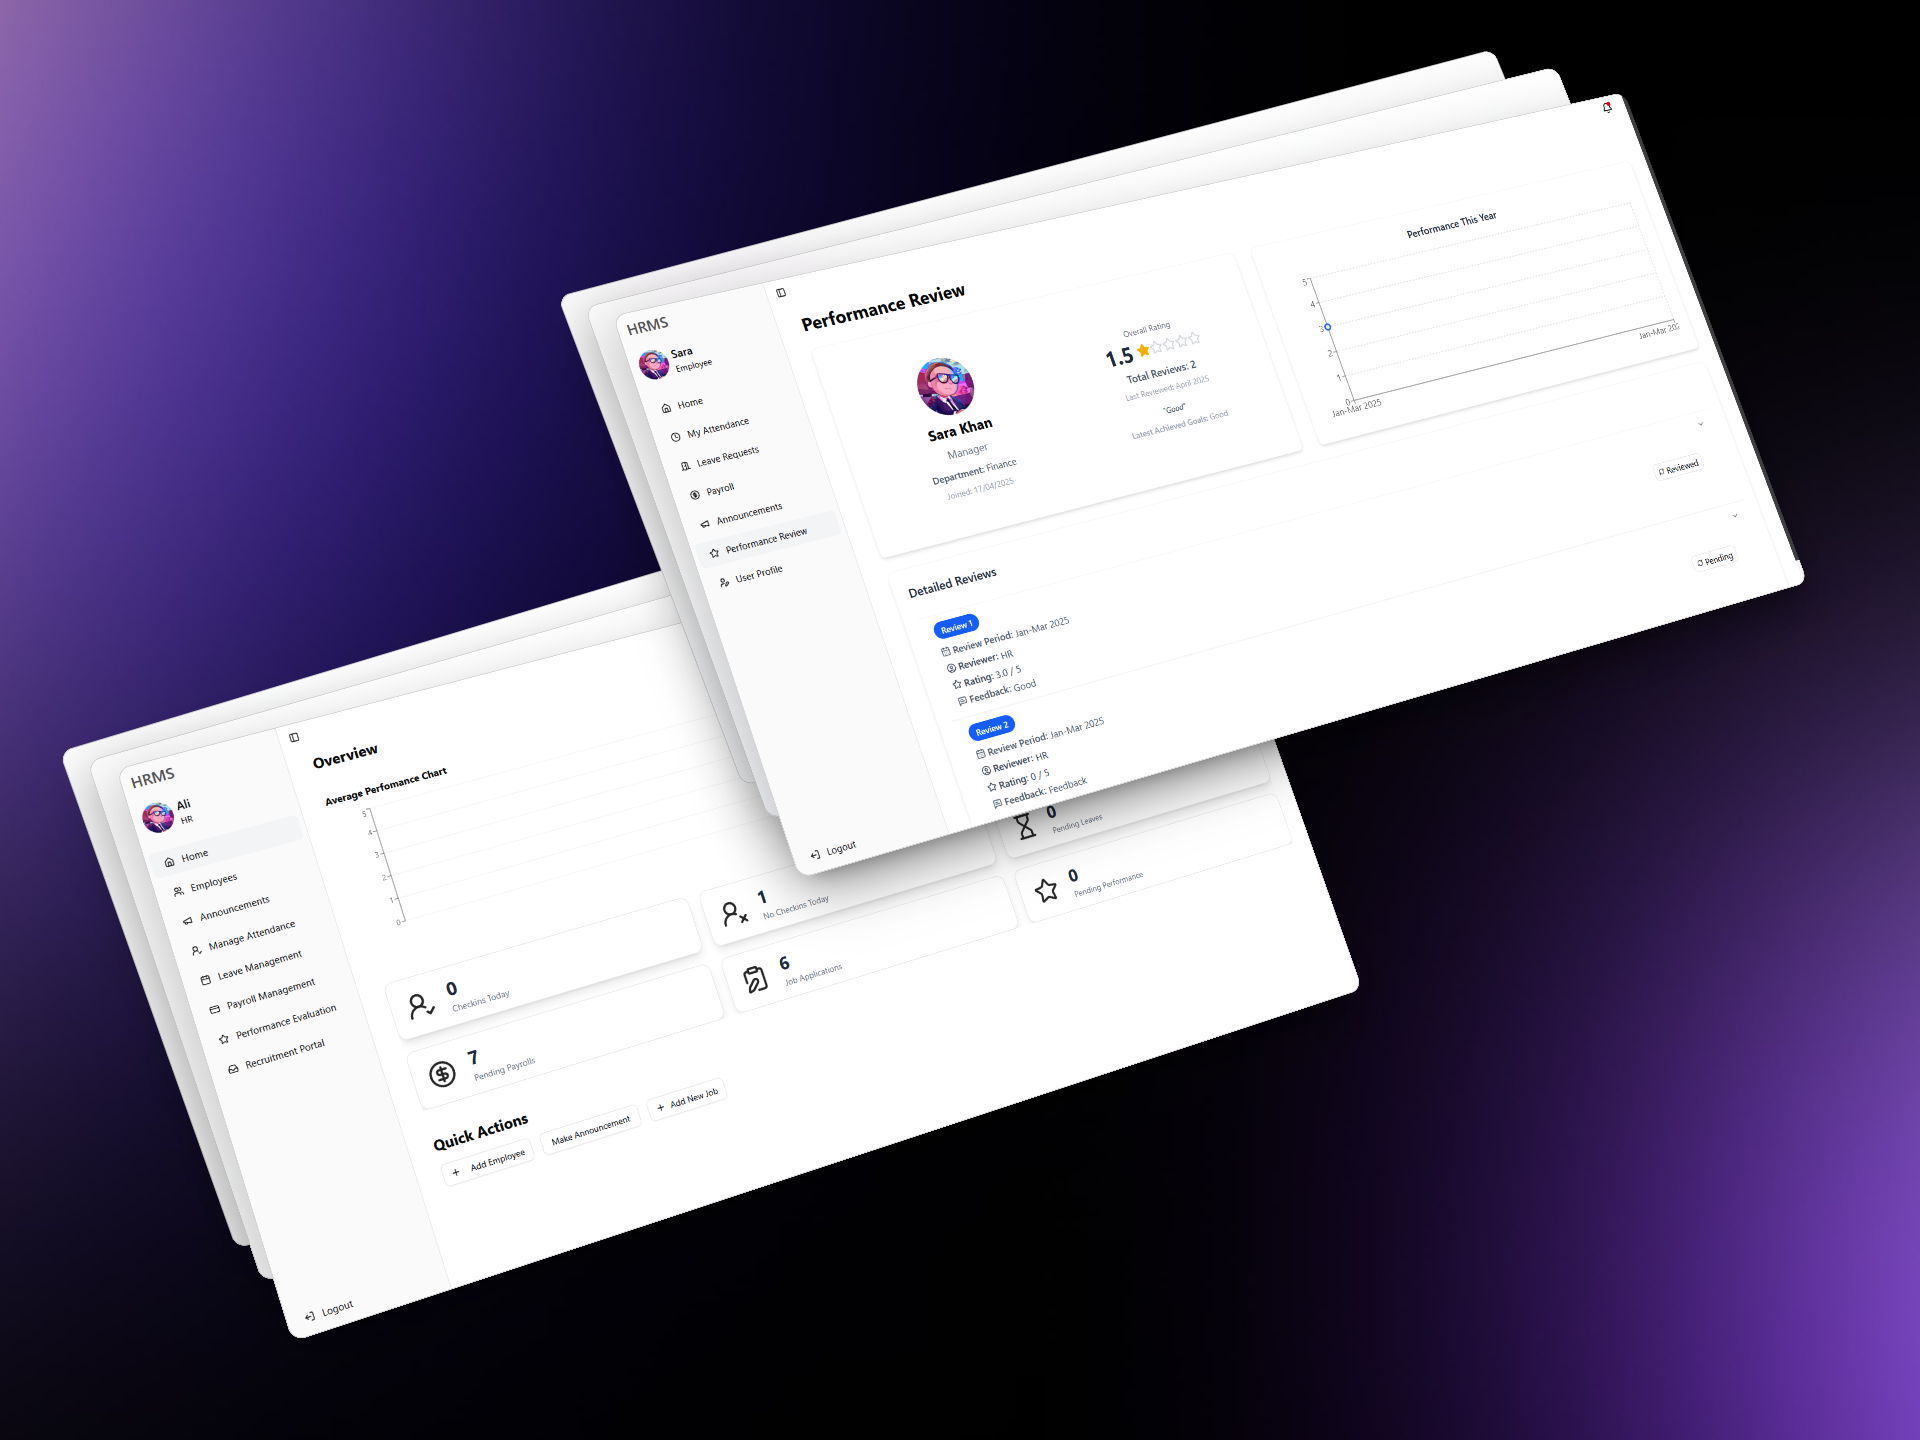 HRMS
Sara
Employee
Home
My Attendance
Leave Requests
Payroll
Announcements
Performance Review
User Profile
Logout
Performance Review
Sara Khan
Manager
Department: Finance
Joined: 17/04/2025
Overall Rating
1.5
Total Reviews: 2
Last Reviewed: April 2025
"Good"
Latest Achieved Goals: Good
Performance This Year
5
4
3
2
1
0
Jan-Mar 2025
Jan-Mar 202
Detailed Reviews
Review 1
Review Period: Jan-Mar 2025
Reviewer: HR
Rating: 3.0 / 5
Feedback: Good
Reviewed
Review 2
Review Period: Jan-Mar 2025
Reviewer: HR
Rating: 0 / 5
Feedback: Feedback
Pending
HRMS
Ali
HR
Home
Employees
Announcements
Manage Attendance
Leave Management
Payroll Management
Performance Evaluation
Recruitment Portal
Logout
Overview
Average Perfomance Chart
5
4
3
2
1
0
0
Checkins Today
1
No Checkins Today
0
Pending Leaves
7
Pending Payrolls
6
Job Applications
0
Pending Performance
Quick Actions
+ Add Employee
Make Announcement
+ Add New Job